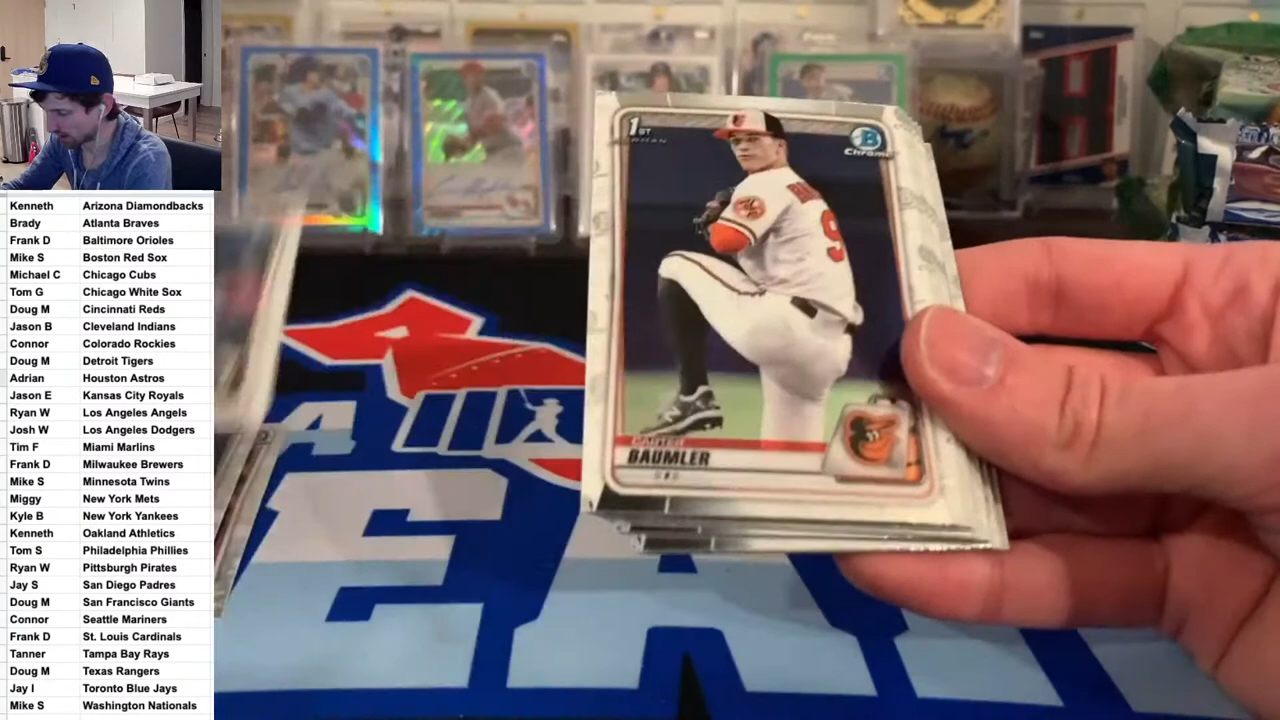 Kenneth Arizona Diamondbacks
Brady Atlanta Braves
Frank D Baltimore Orioles
Mike S Boston Red Sox
Michael C Chicago Cubs
Tom G Chicago White Sox
Doug M Cincinnati Reds
Jason B Cleveland Indians
Connor Colorado Rockies
Doug M Detroit Tigers
Adrian Houston Astros
Jason E Kansas City Royals
Ryan W Los Angeles Angels
Josh W Los Angeles Dodgers
Tim F Miami Marlins
Frank D Milwaukee Brewers
Mike S Minnesota Twins
Miggy New York Mets
Kyle B New York Yankees
Kenneth Oakland Athletics
Tom S Philadelphia Phillies
Ryan W Pittsburgh Pirates
Jay S San Diego Padres
Doug M San Francisco Giants
Connor Seattle Mariners
Frank D St. Louis Cardinals
Tanner Tampa Bay Rays
Doug M Texas Rangers
Jay I Toronto Blue Jays
Mike S Washington Nationals
1ST
B
Chrome
9
CARTER
BAUMLER
A
EA